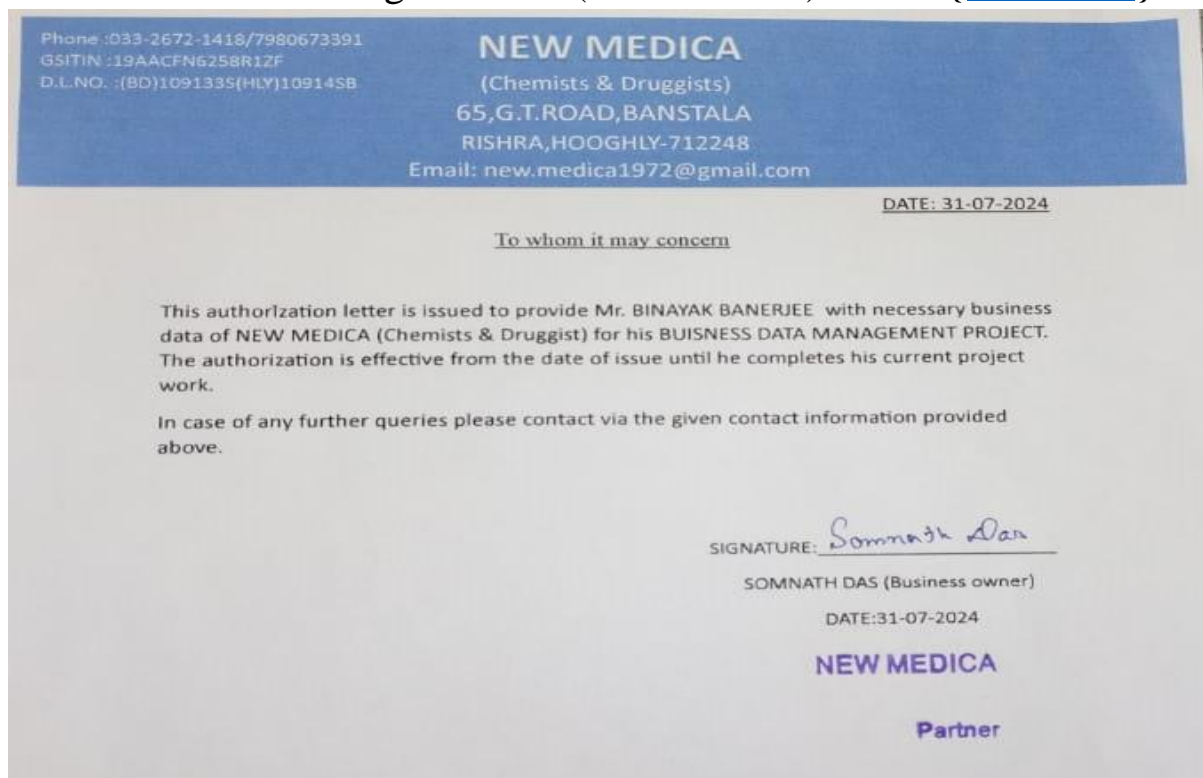 Phone :033-2672-1418/7980673391
GSITIN :19AACFN6258R1ZF
D.L.NO. :(BD)109133S(HLY)10914SB
NEW MEDICA
(Chemists & Druggists)
65,G.T.ROAD,BANSTALA
RISHRA,HOOGHLY-712248
Email: new.medica1972@gmail.com
DATE: 31-07-2024
To whom it may concern
This authorization letter is issued to provide Mr. BINAYAK BANERJEE with necessary business
data of NEW MEDICA (Chemists & Druggist) for his BUISNESS DATA MANAGEMENT PROJECT.
The authorization is effective from the date of issue until he completes his current project
work.
In case of any further queries please contact via the given contact information provided
above.
SIGNATURE: Somnath Das
SOMNATH DAS (Business owner)
DATE:31-07-2024
NEW MEDICA
Partner